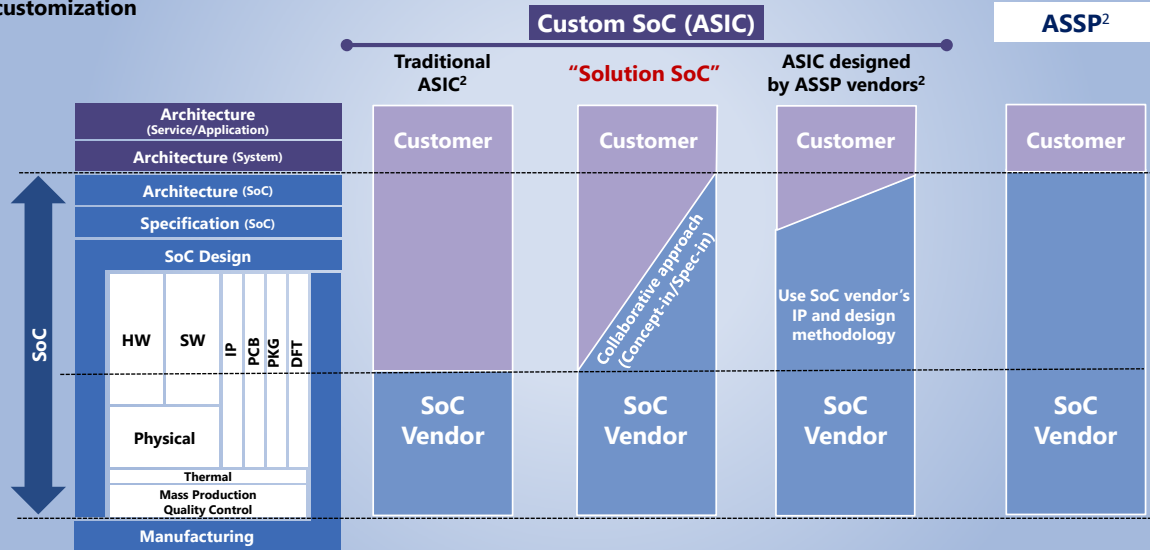 customization
Custom SoC (ASIC)
ASSP2
Traditional
ASIC2
“Solution SoC”
ASIC designed
by ASSP vendors2
Architecture
(Service/Application)
Architecture (System)
Architecture (SoC)
Specification (SoC)
SoC Design
SoC
HW
SW
IP
PCB
PKG
DFT
Physical
Thermal
Mass Production
Quality Control
Manufacturing
Customer
SoC
Vendor
Customer
Collaborative approach
(Concept-in/Spec-in)
SoC
Vendor
Customer
Use SoC vendor’s
IP and design
methodology
SoC
Vendor
Customer
SoC
Vendor